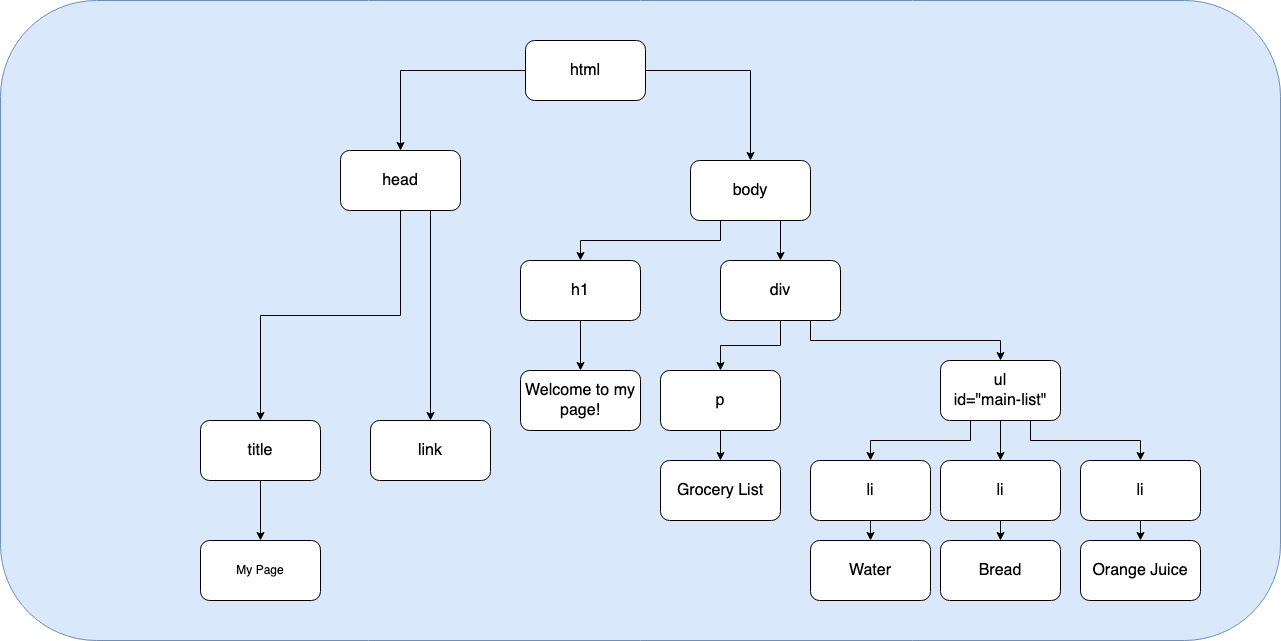 html
head
body
h1
div
Welcome to my
page!
p
ul
id="main-list"
title
link
Grocery List
li
li
li
My Page
Water
Bread
Orange Juice